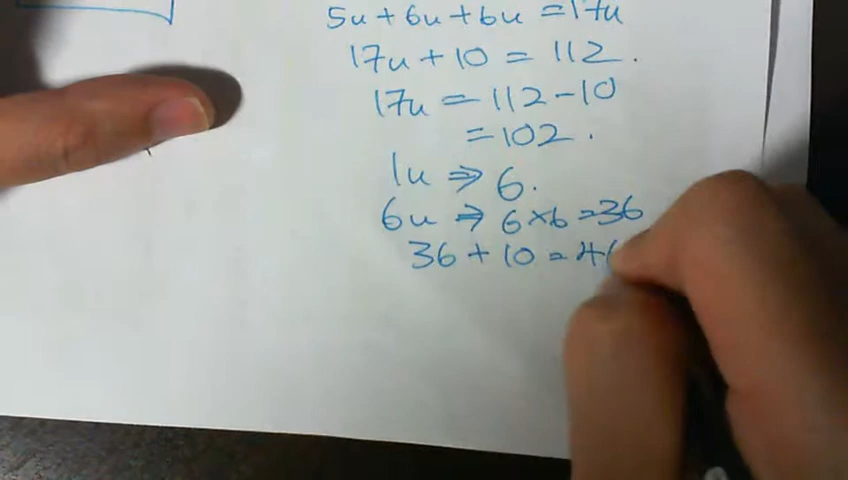 5u + 6u + 6u = 17u
17u + 10 = 112.
17u = 112 - 10
= 102.
1u ⇒ 6.
6u ⇒ 6 × 6 = 36
36 + 10 = 46